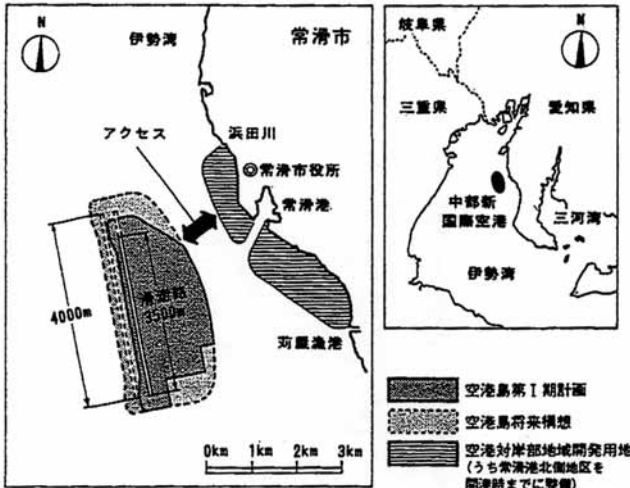 N
伊勢湾
常滑市
アクセス
浜田川
◎常滑市役所
常滑港
滑走路
3500m
4000m
苅屋漁港
0km 1km 2km 3km
N
岐阜県
三重県
愛知県
中部新
国際空港
三河湾
伊勢湾
空港島第Ⅰ期計画
空港島将来構想
空港対岸部地域開発用地
(うち常滑港北側地区を
開港時までに整備)